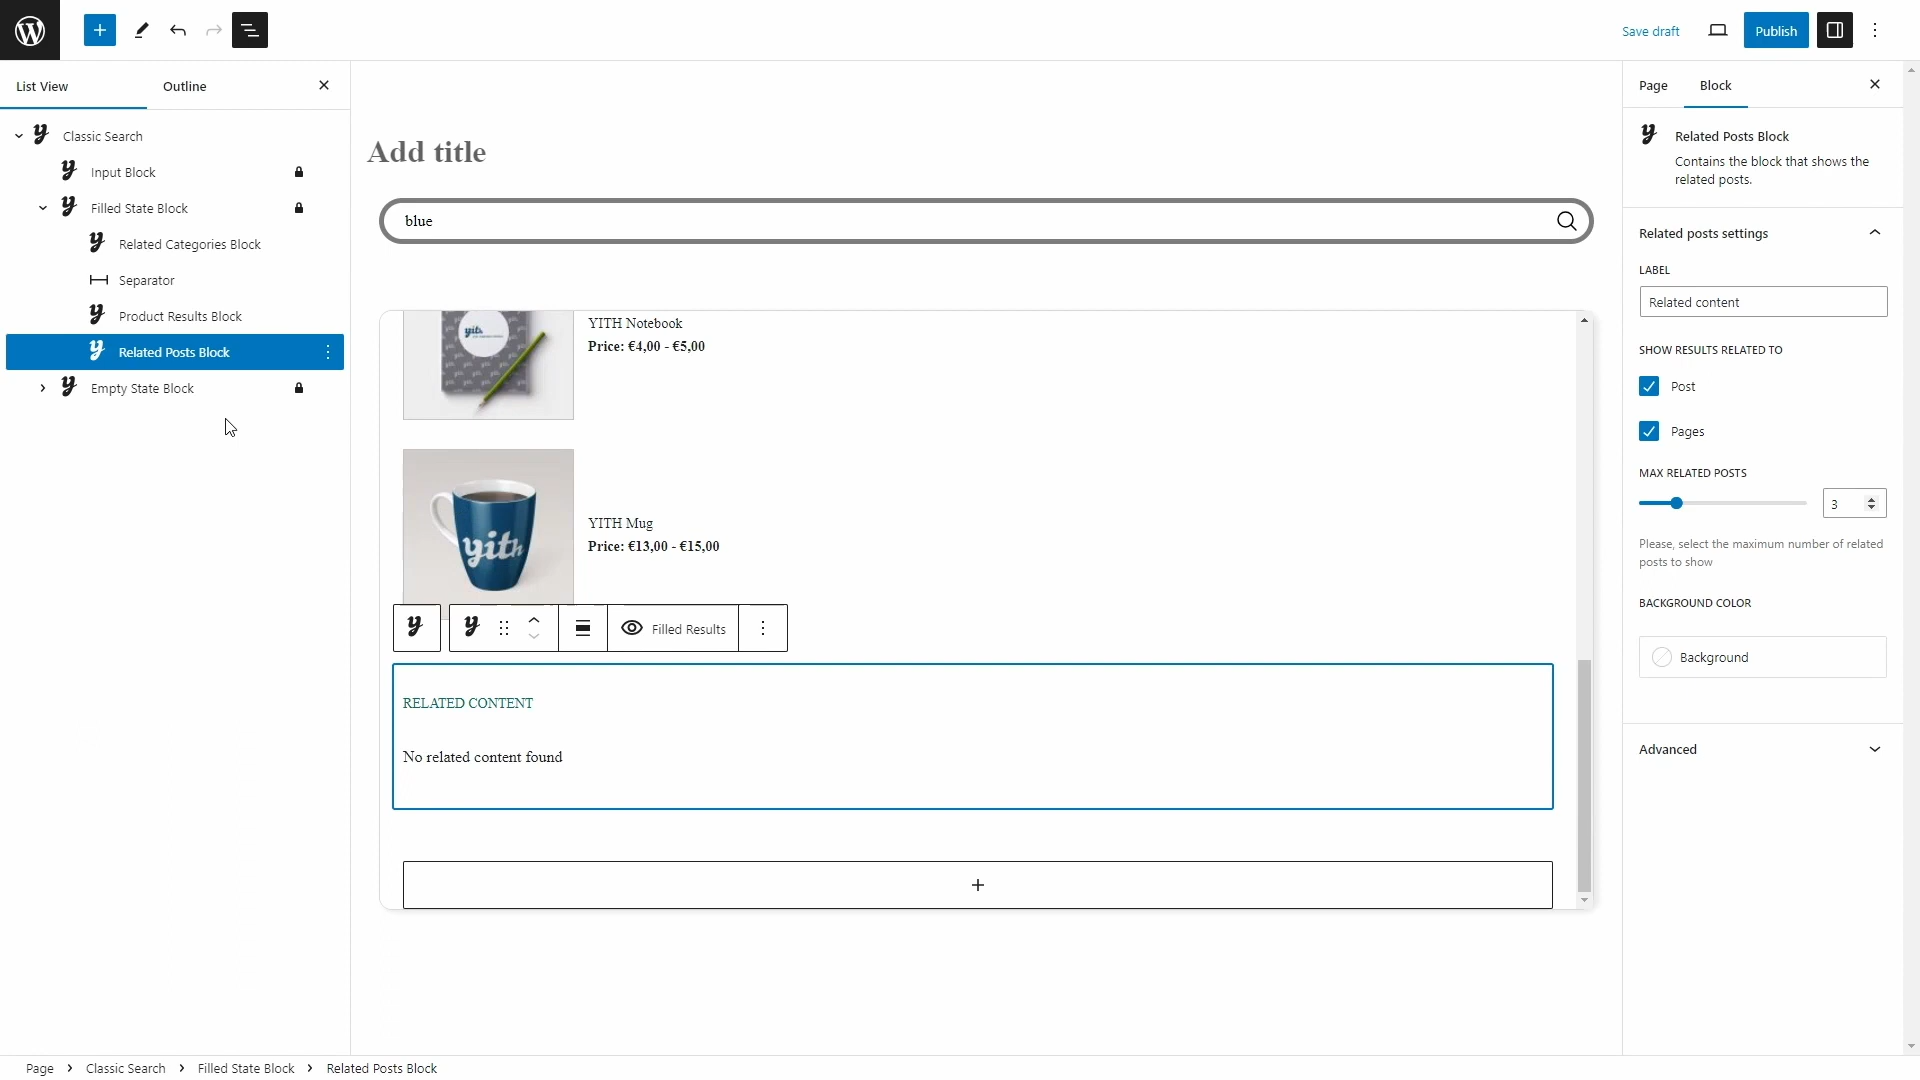 Save draft
Publish
List View
Outline
Classic Search
Input Block
Filled State Block
Related Categories Block
Separator
Product Results Block
Related Posts Block
Empty State Block
Add title
blue
yith
YITH Notebook
Price: €4,00 - €5,00
yith
YITH Mug
Price: €13,00 - €15,00
Filled Results
RELATED CONTENT
No related content found
Page
Block
Related Posts Block
Contains the block that shows the
related posts.
Related posts settings
LABEL
Related content
SHOW RESULTS RELATED TO
Post
Pages
MAX RELATED POSTS
3
Please, select the maximum number of related
posts to show
BACKGROUND COLOR
Background
Advanced
Page > Classic Search > Filled State Block > Related Posts Block